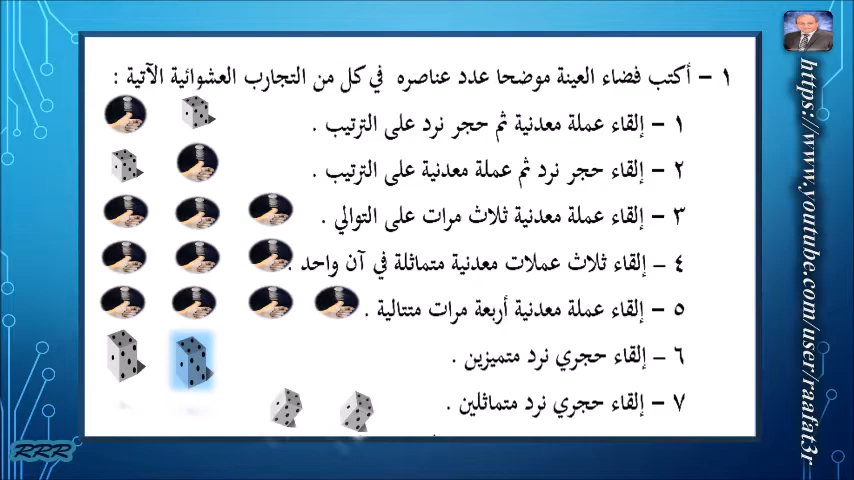 ١ – أكتب فضاء العينة موضحا عدد عناصره في كل من التجارب العشوائية الآتية :
١ – إلقاء عملة معدنية ثم حجر نرد على الترتيب .
٢ – إلقاء حجر نرد ثم عملة معدنية على الترتيب .
٣ – إلقاء عملة معدنية ثلاث مرات على التوالي .
٤ – إلقاء ثلاث عملات معدنية متماثلة في آن واحد .
٥ – إلقاء عملة معدنية أربعة مرات متتالية .
٦ – إلقاء حجري نرد متميزين .
٧ – إلقاء حجري نرد متماثلين .
https://www.youtube.com/user/raafat3r
RRR